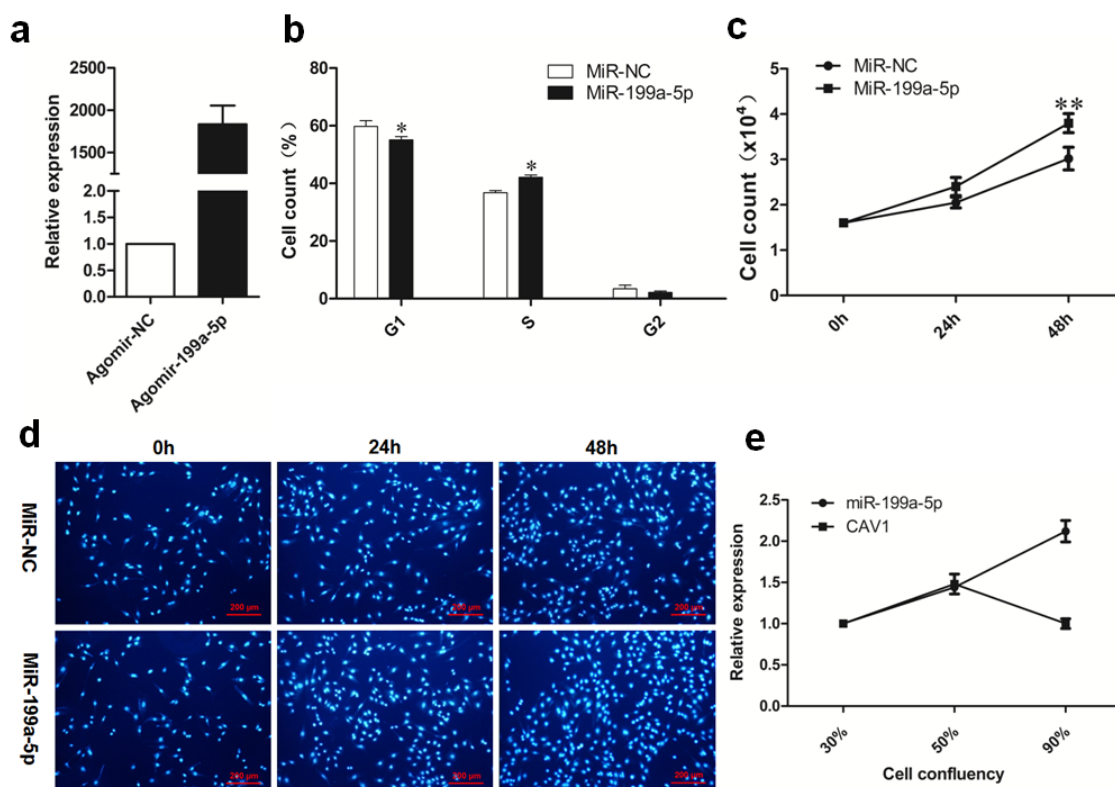 a
Relative expression
2500
2000
1750
1500
1250
2.0
1.5
1.0
0.5
0.0
Agomir-NC
Agomir-199a-5p
b
Cell count (%)
80
60
40
20
0
MiR-NC
MiR-199a-5p
*
*
G1
S
G2
c
Cell count (x10⁴)
5
4
3
2
1
0
MiR-NC
MiR-199a-5p
**
0h
24h
48h
d
0h
24h
48h
MiR-NC
200 µm
200 µm
200 µm
MiR-199a-5p
200 µm
200 µm
200 µm
e
Relative expression
2.5
2.0
1.5
1.0
0.5
0.0
miR-199a-5p
CAV1
30%
50%
90%
Cell confluency